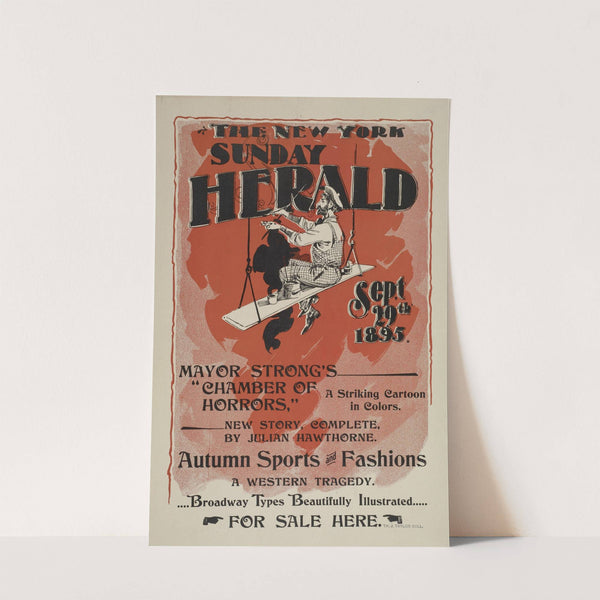 THE NEW YORK
SUNDAY
HERALD
Sept
29th
1895.
MAYOR STRONG'S
"CHAMBER OF
HORRORS,"
A Striking Cartoon
in Colors.
NEW STORY, COMPLETE,
BY JULIAN HAWTHORNE.
Autumn Sports and Fashions
A WESTERN TRAGEDY.
....Broadway Types Beautifully Illustrated.....
FOR SALE HERE.